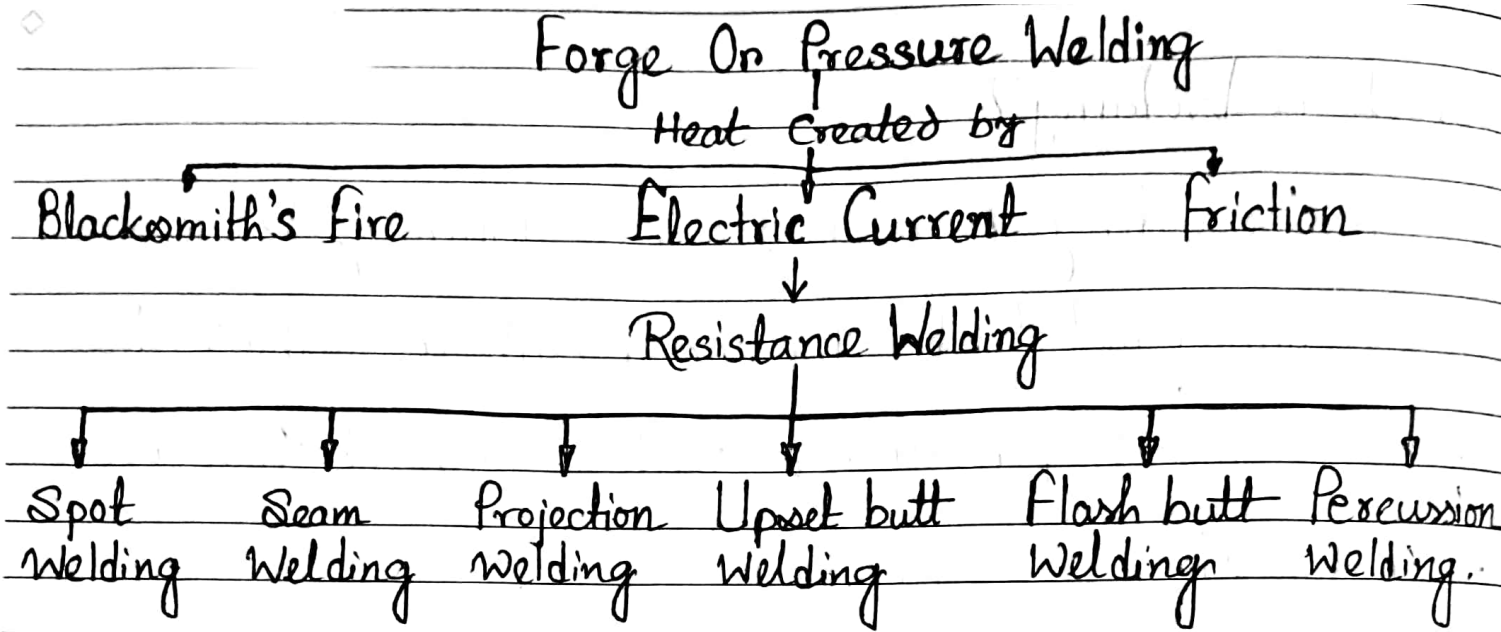 Forge Or Pressure Welding
Heat created by
Blacksmith's fire Electric Current friction
Resistance Welding
Spot Seam Projection Upset butt Flash butt Percussion
Welding Welding Welding Welding Welding Welding.